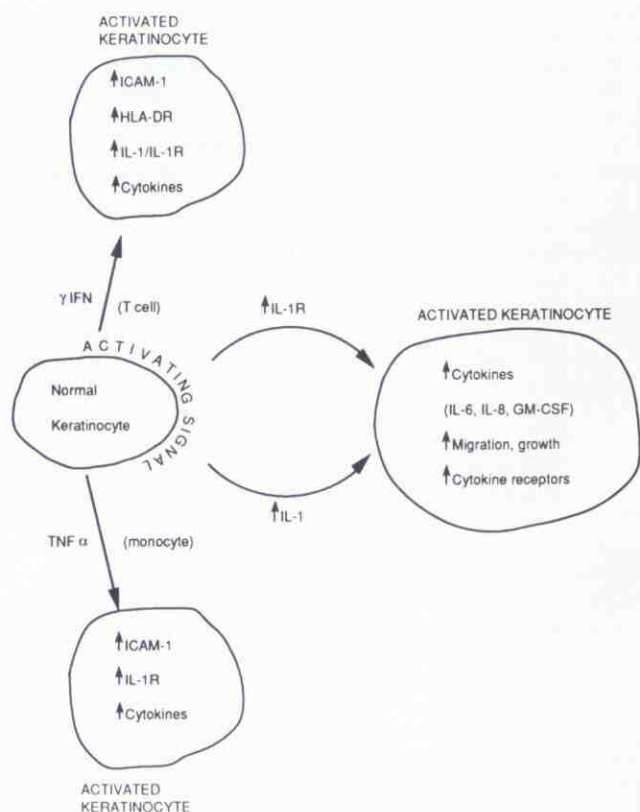 ACTIVATED
KERATINOCYTE
↑ICAM-1
↑HLA-DR
↑IL-1/IL-1R
↑Cytokines
γ IFN (T cell)
ACTIVATING SIGNAL
Normal
Keratinocyte
↑IL-1R
↑IL-1
ACTIVATED KERATINOCYTE
↑Cytokines
(IL-6, IL-8, GM-CSF)
↑Migration, growth
↑Cytokine receptors
TNF α (monocyte)
↑ICAM-1
↑IL-1R
↑Cytokines
ACTIVATED
KERATINOCYTE